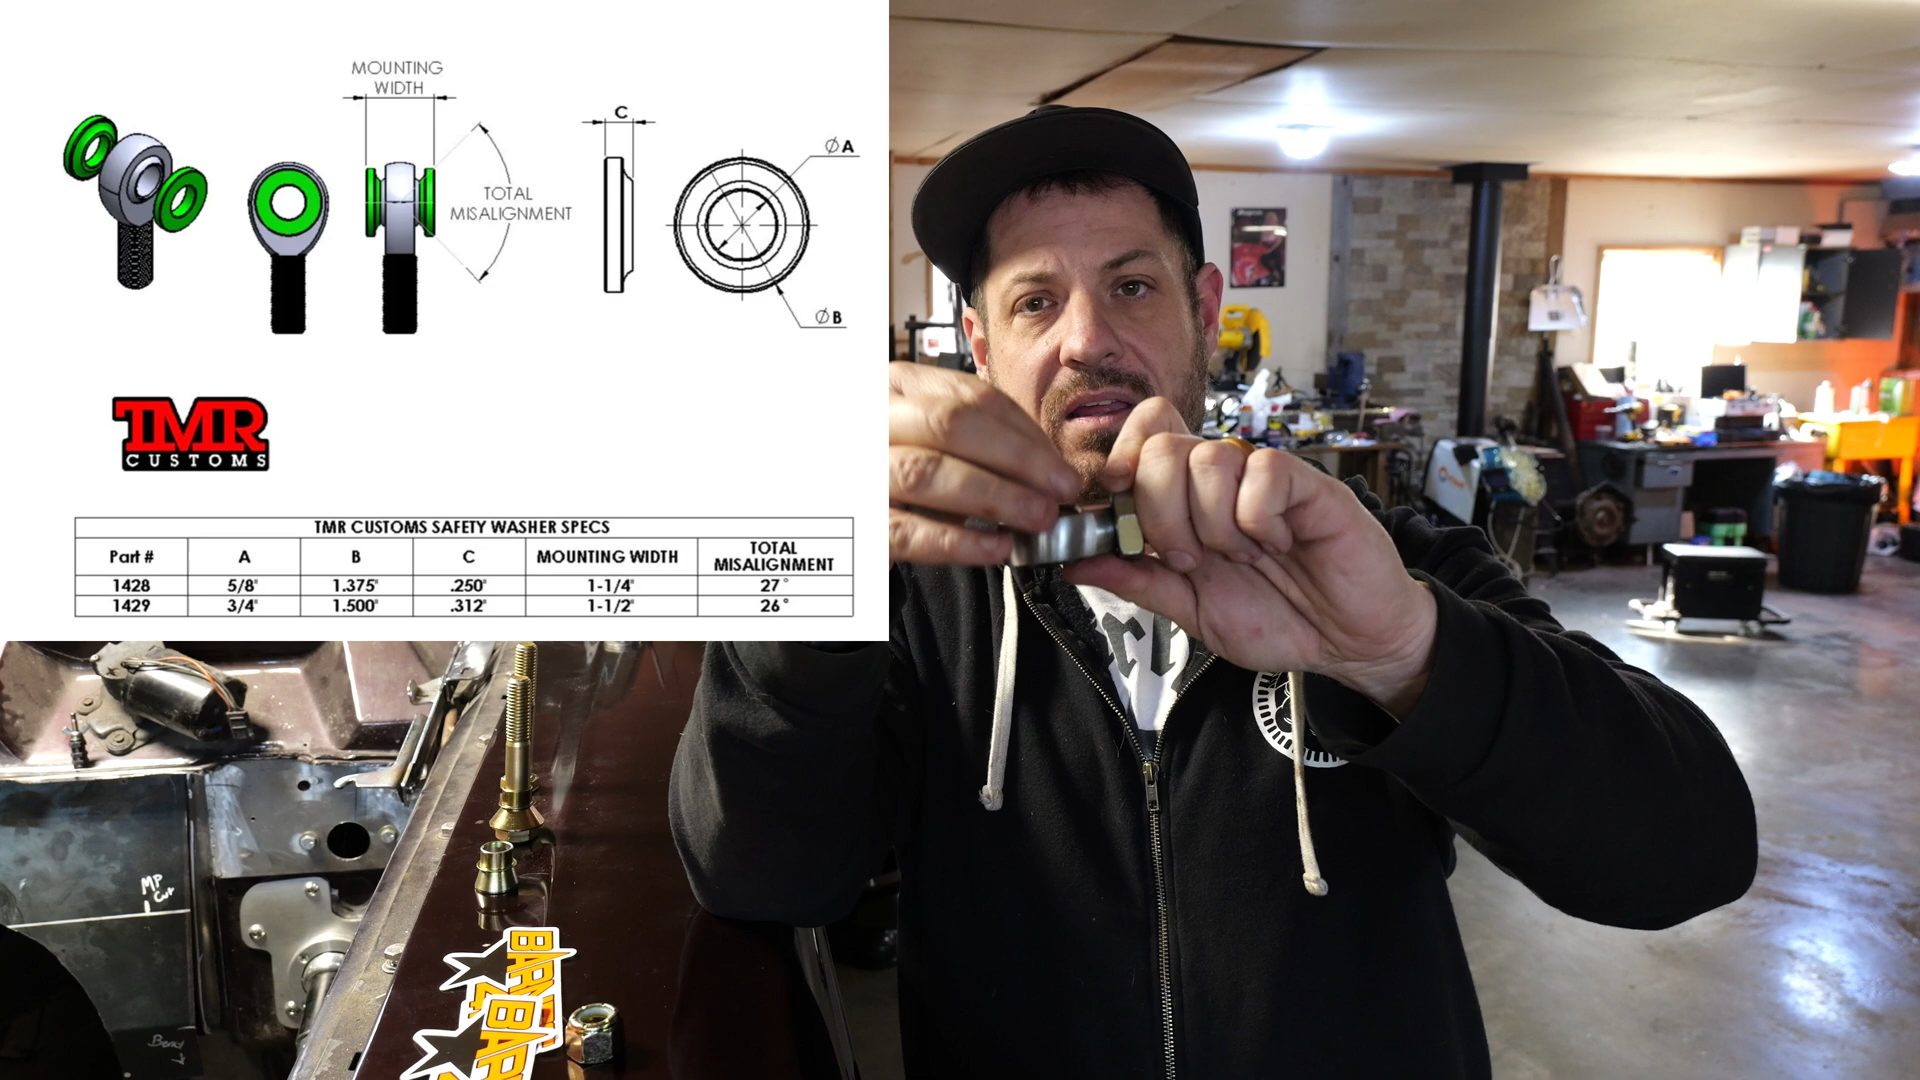 MOUNTING
WIDTH
C
ØA
TOTAL
MISALIGNMENT
ØB
TMR
CUSTOMS
TMR CUSTOMS SAFETY WASHER SPECS
Part # A B C MOUNTING WIDTH TOTAL MISALIGNMENT
1428 5/8" 1.375" .250" 1-1/4" 27°
1429 3/4" 1.500" .312" 1-1/2" 26°
MP
Cut
Bend